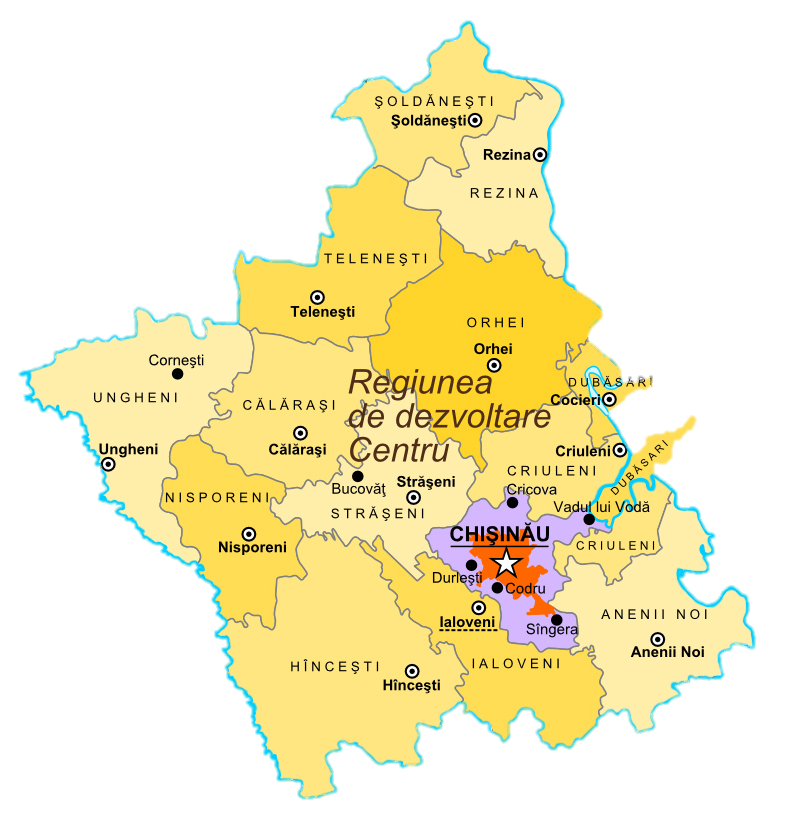 ŞOLDĂNEŞTI
Şoldăneşti
Rezina
REZINA
TELENEŞTI
Teleneşti
ORHEI
Orhei
Corneşti
UNGHENI
Ungheni
CĂLĂRAŞI
Călăraşi
Regiunea
de dezvoltare
Centru
DUBĂSARI
Cocieri
Criuleni
CRIULENI
DUBĂSARI
NISPORENI
Nisporeni
Bucovăţ
Străşeni
STRĂŞENI
Cricova
Vadul lui Vodă
CHIŞINĂU
CRIULENI
Durleşti
Codru
Ialoveni
Sîngera
ANENII NOI
Anenii Noi
HÎNCEŞTI
Hînceşti
IALOVENI